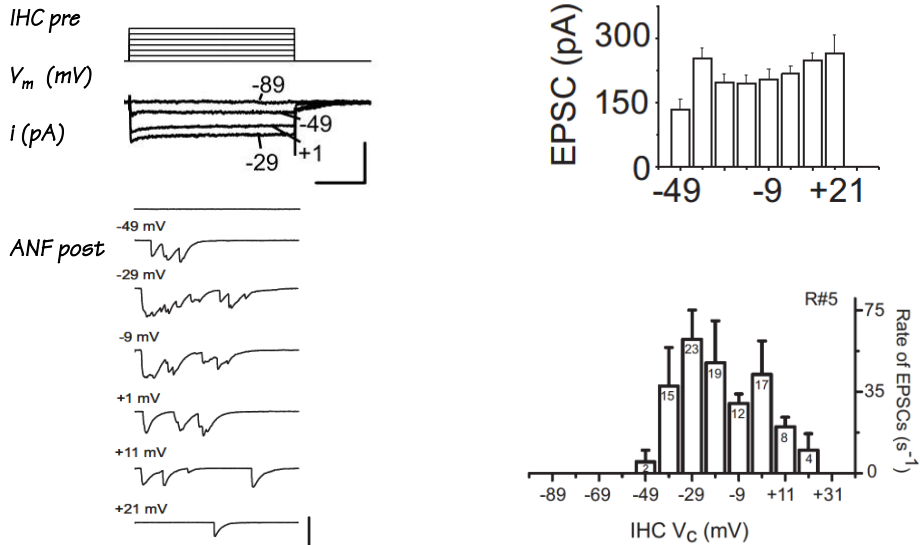 IHC pre
Vm (mV)
i (pA)
-89
-49
+1
-29
ANF post
-49 mV
-29 mV
-9 mV
+1 mV
+11 mV
+21 mV
EPSC (pA)
300
150
0
-49 -9 +21
R#5
75
35
0
Rate of EPSCs (s⁻¹)
2 15 23 19 12 17 8 4
-89 -69 -49 -29 -9 +11 +31
IHC Vc (mV)